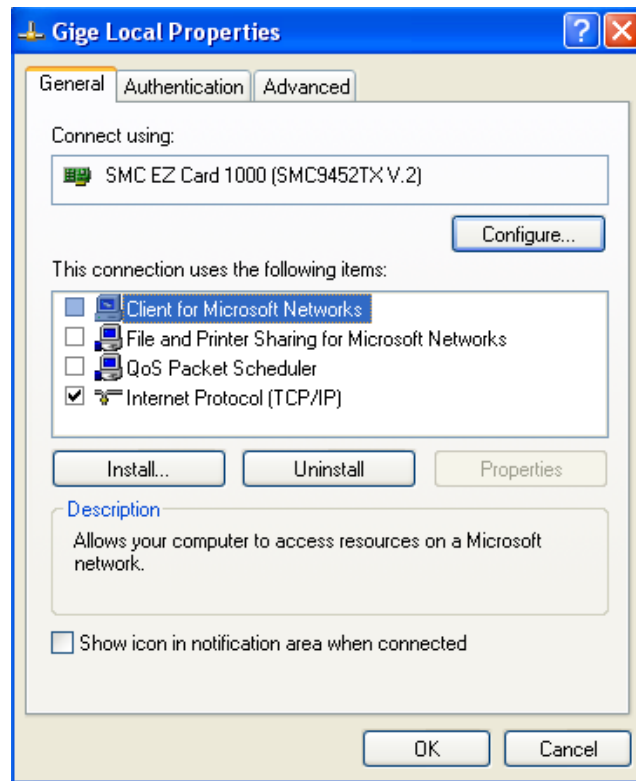 Gige Local Properties
General Authentication Advanced
Connect using:
SMC EZ Card 1000 (SMC9452TX V.2)
Configure...
This connection uses the following items:
Client for Microsoft Networks
File and Printer Sharing for Microsoft Networks
QoS Packet Scheduler
Internet Protocol (TCP/IP)
Install... Uninstall Properties
Description
Allows your computer to access resources on a Microsoft
network.
Show icon in notification area when connected
OK Cancel